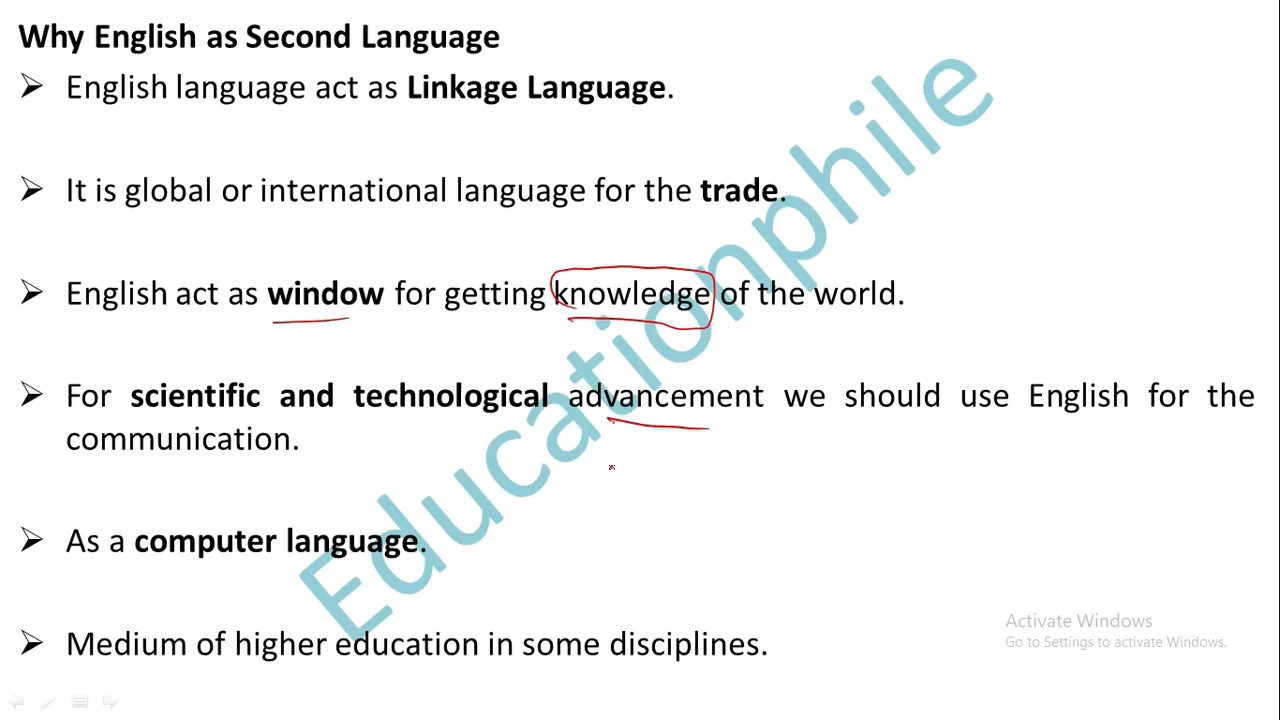 Why English as Second Language
➢ English language act as Linkage Language.
➢ It is global or international language for the trade.
➢ English act as window for getting knowledge of the world.
➢ For scientific and technological advancement we should use English for the
communication.
➢ As a computer language.
➢ Medium of higher education in some disciplines.
Educationphile
Activate Windows
Go to Settings to activate Windows.